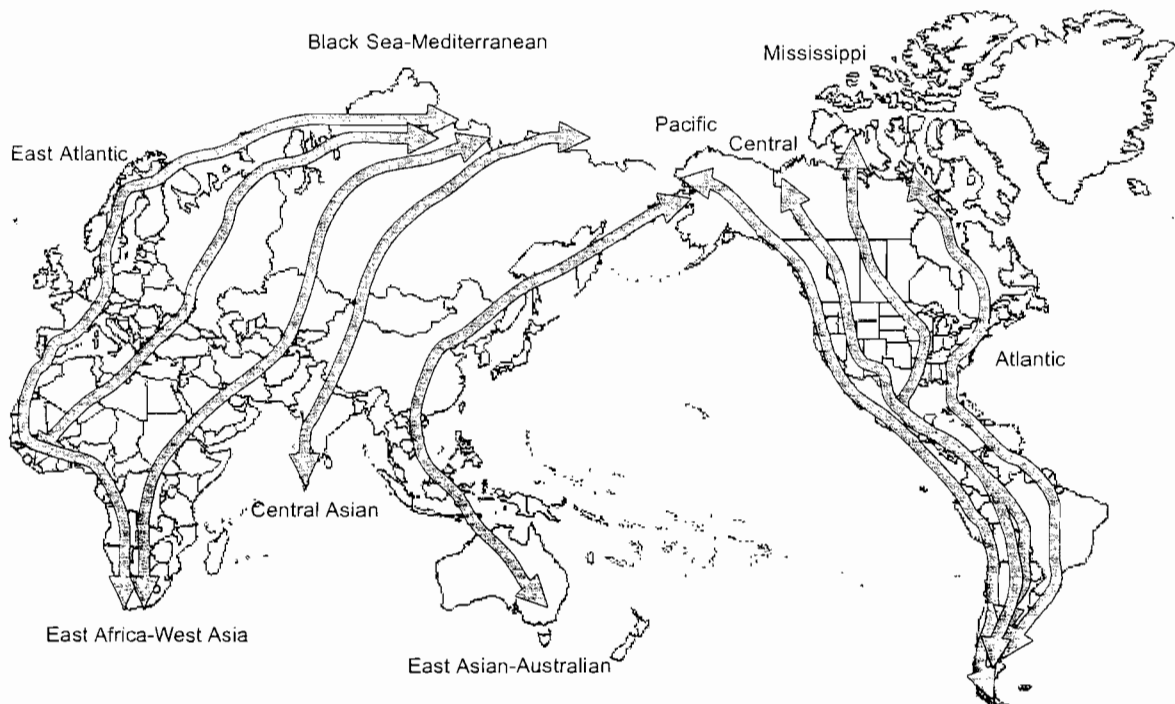 Black Sea-Mediterranean
Mississippi
Pacific
Central
East Atlantic
Atlantic
Central Asian
East Africa-West Asia
East Asian-Australian